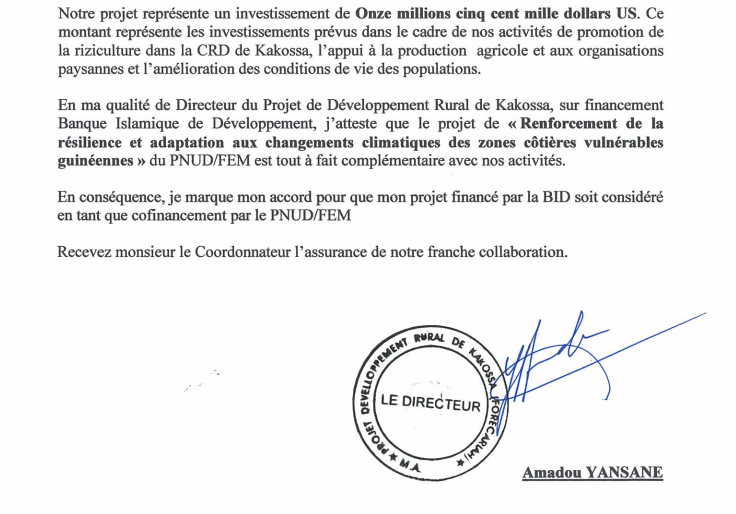 Notre projet représente un investissement de Onze millions cinq cent mille dollars US. Ce
montant représente les investissements prévus dans le cadre de nos activités de promotion de
la riziculture dans la CRD de Kakossa, l’appui à la production agricole et aux organisations
paysannes et l’amélioration des conditions de vie des populations.
En ma qualité de Directeur du Projet de Développement Rural de Kakossa, sur financement
Banque Islamique de Développement, j’atteste que le projet de « Renforcement de la
résilience et adaptation aux changements climatiques des zones côtières vulnérables
guinéennes » du PNUD/FEM est tout à fait complémentaire avec nos activités.
En conséquence, je marque mon accord pour que mon projet financé par la BID soit considéré
en tant que cofinancement par le PNUD/FEM
Recevez monsieur le Coordonnateur l’assurance de notre franche collaboration.
PROJET DEVELLOPPEMENT RURAL DE KAKOSSA (FORECARIAH)
LE DIRECTEUR
★ M.A. ★
Amadou YANSANE